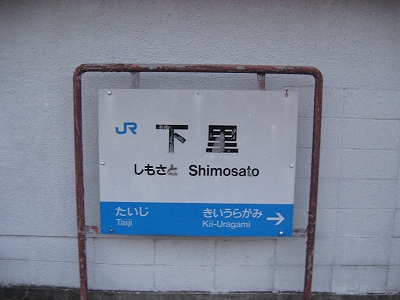 JR 下里
しもさと Shimosato
たいじ きいうらがみ
Taiji Kii-Uragami